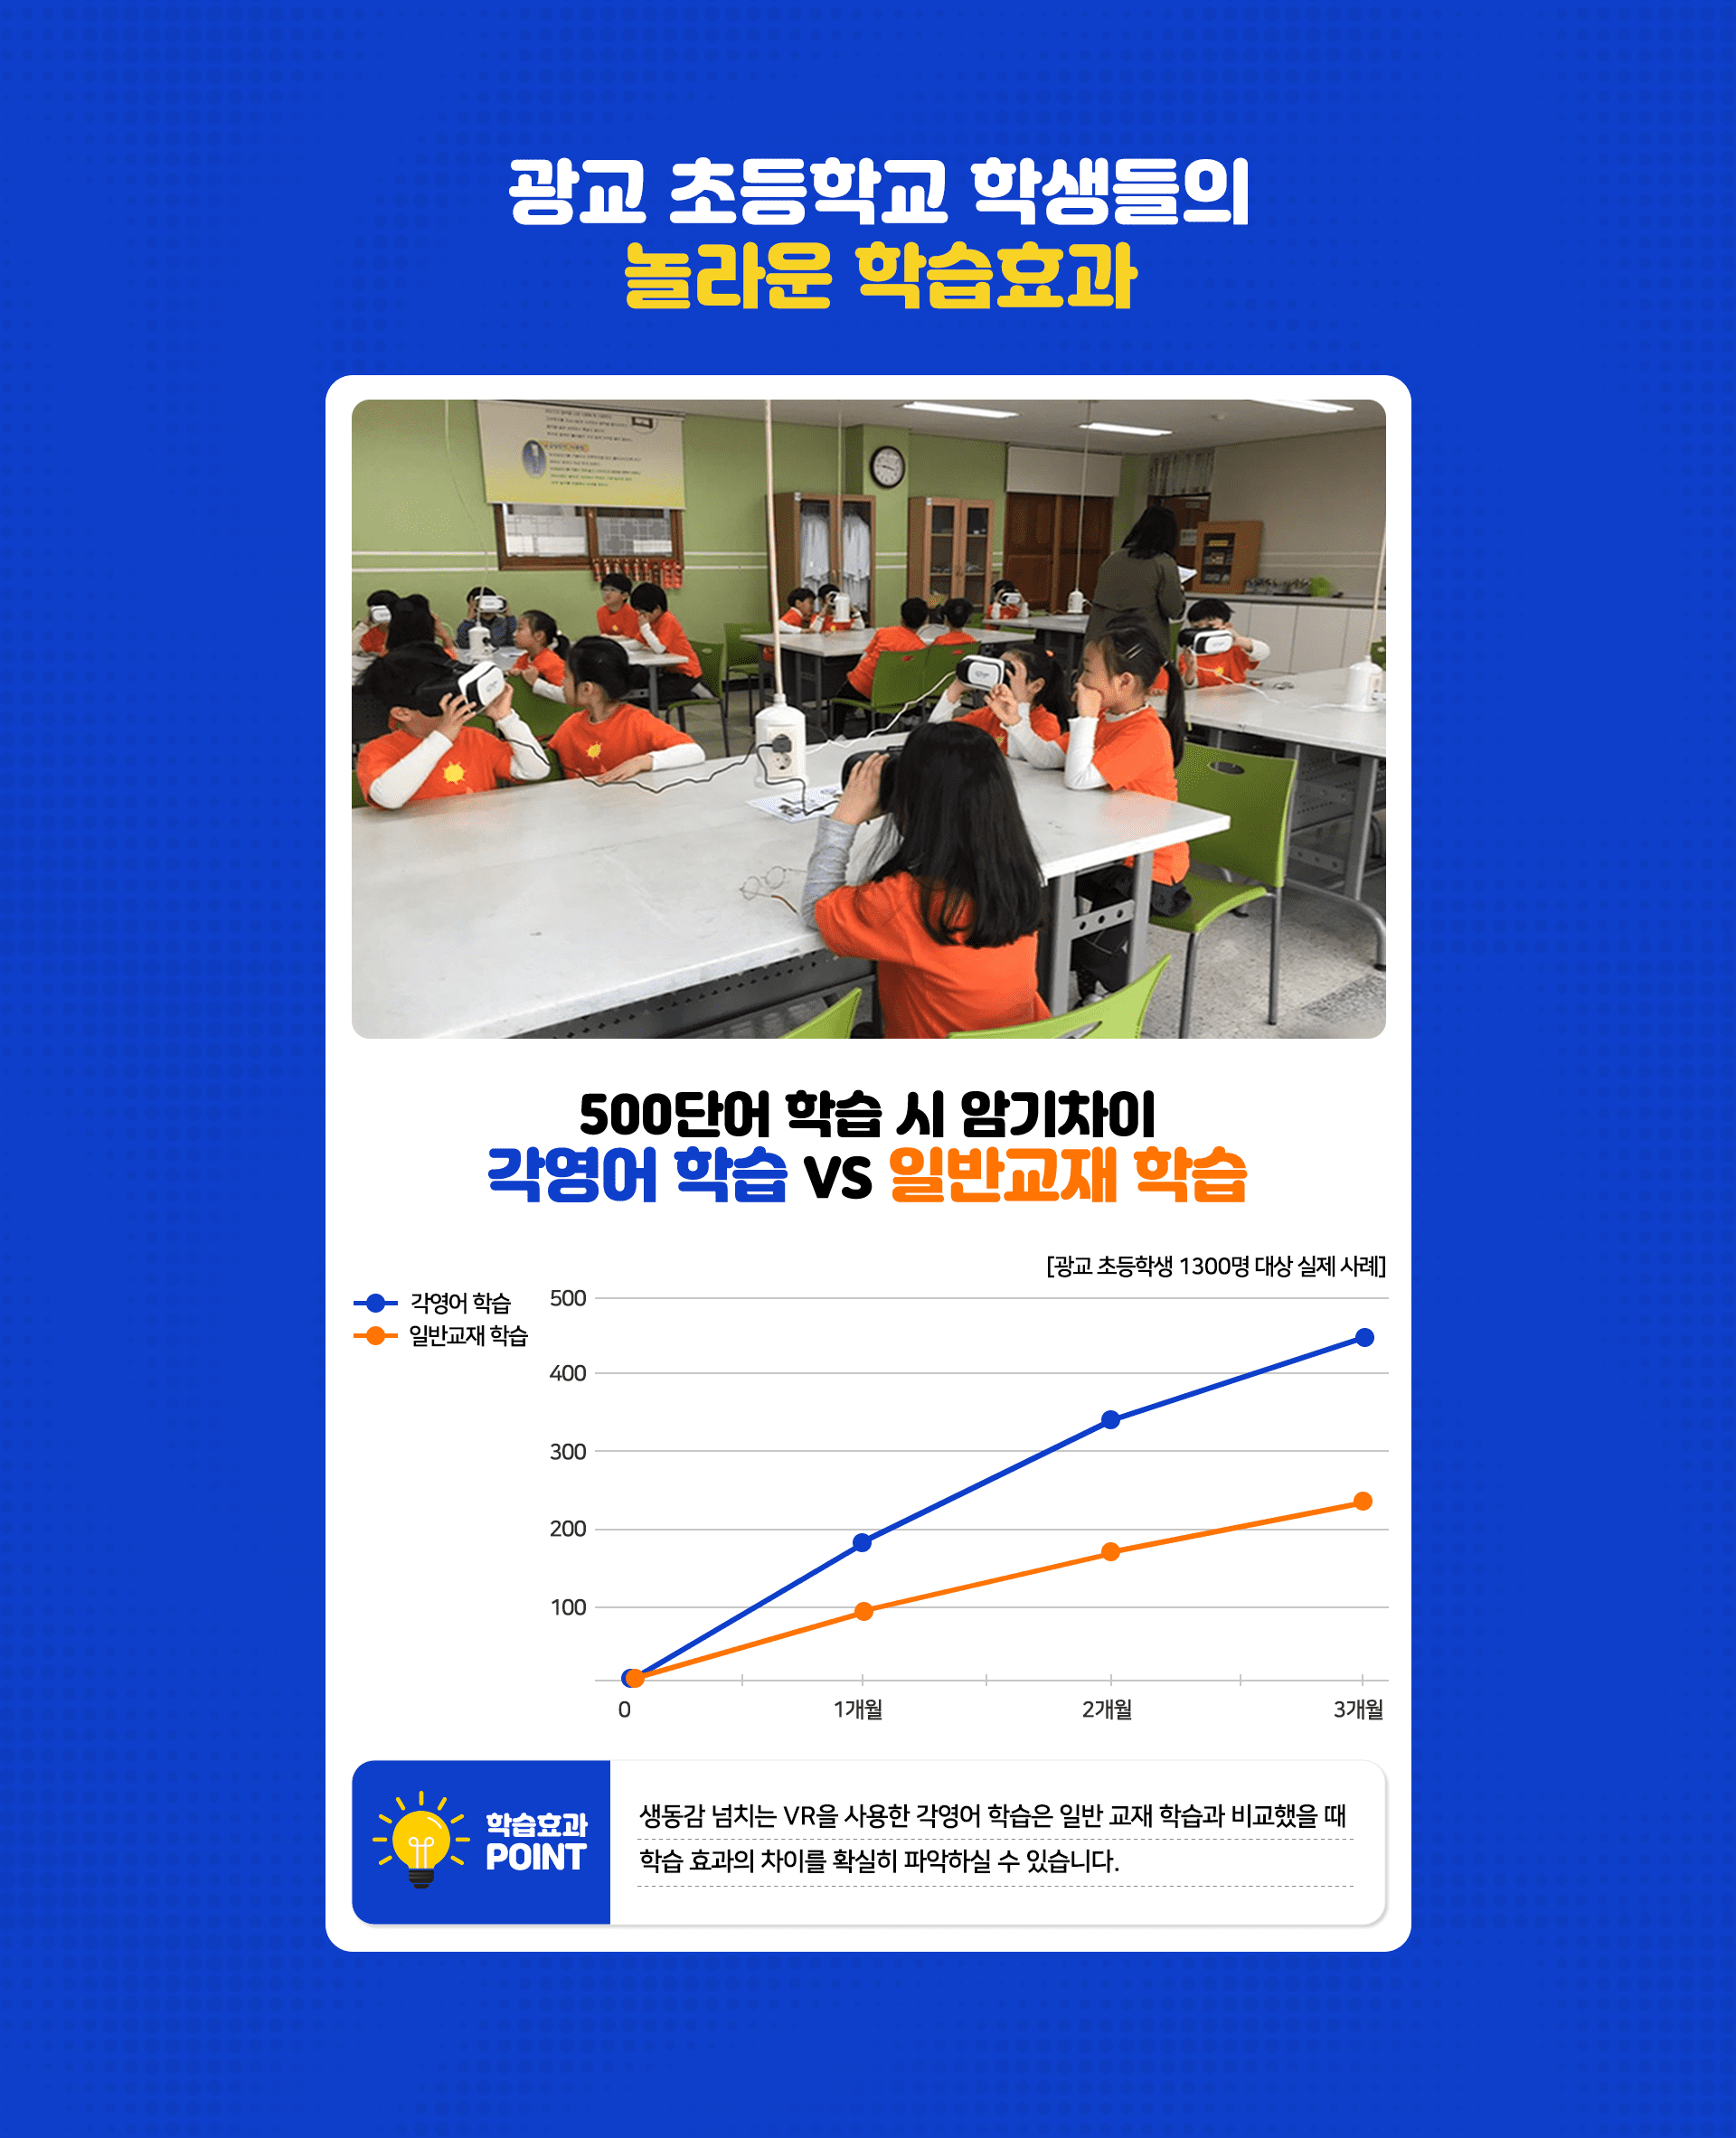 광교 초등학교 학생들의
놀라운 학습효과
500단어 학습 시 암기차이
각영어 학습 VS 일반교재 학습
[광교 초등학생 1300명 대상 실제 사례]
각영어 학습
일반교재 학습
500
400
300
200
100
0 1개월 2개월 3개월
학습효과
POINT
생동감 넘치는 VR을 사용한 각영어 학습은 일반 교재 학습과 비교했을 때
학습 효과의 차이를 확실히 파악하실 수 있습니다.